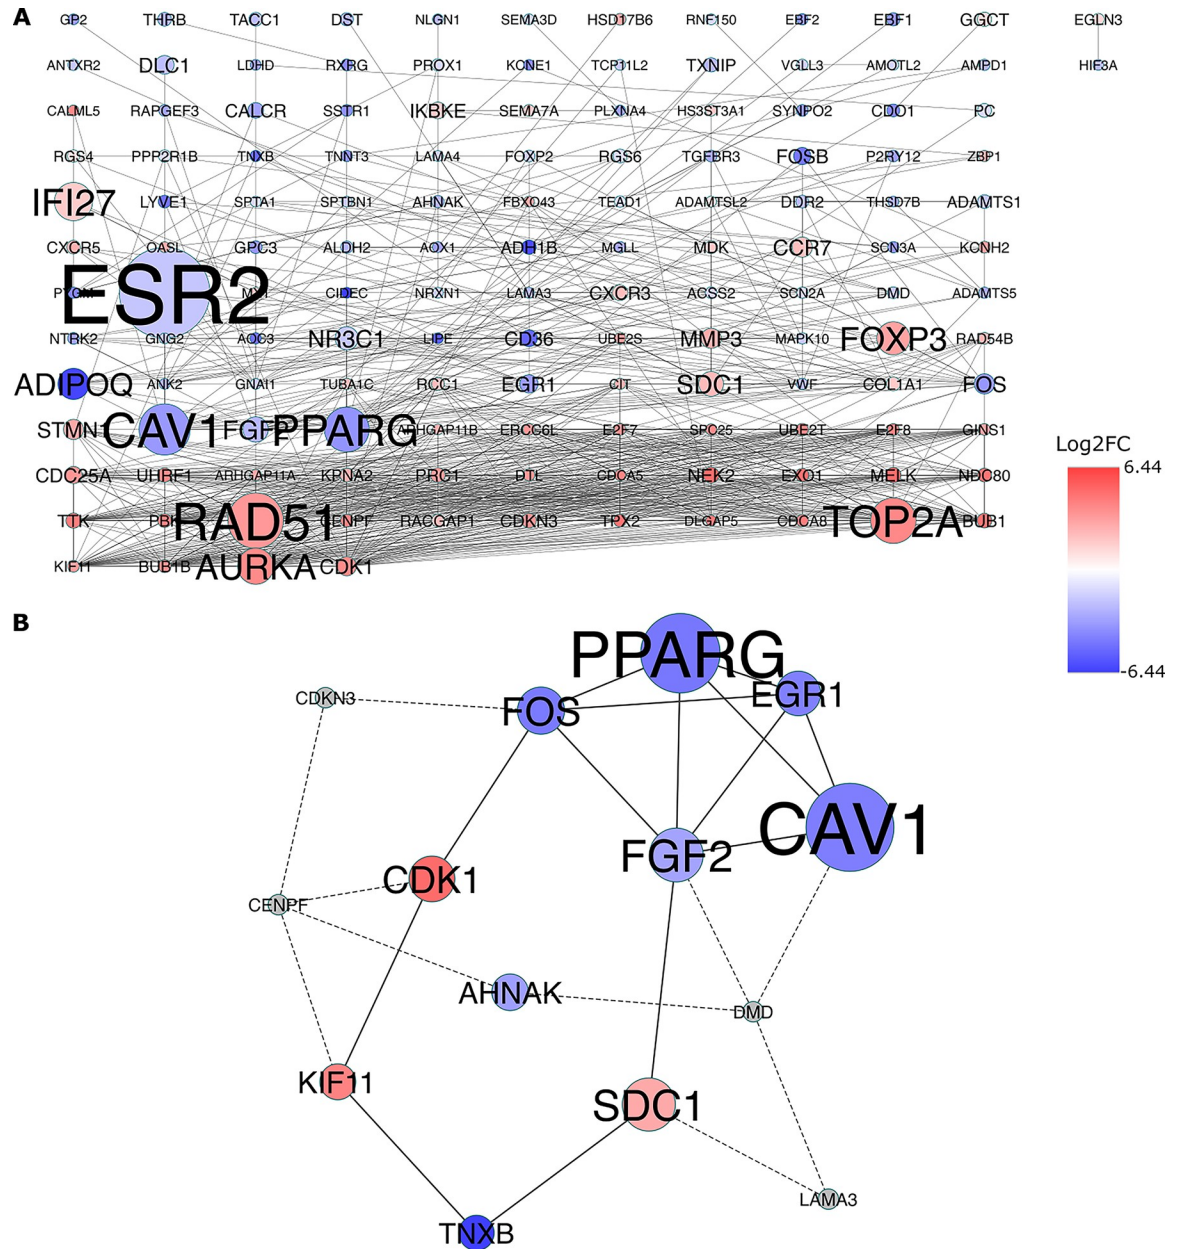 A
GP2 THRB TACC1 DST NLGN1 SEMA3D HSD17B6 RNF150 EBF2 EBF1 GGCT EGLN3
ANTXR2 DLC1 LDHD RXRG PROX1 KCNE1 TCP11L2 TXNIP VGLL3 AMOTL2 AMPD1 HIF3A
CALML5 RAPGEF3 CALCR SSTR1 IKBKE SEMA7A PLXNA4 HS3ST3A1 SYNPO2 CDO1 PC
RGS4 PPP2R1B TNXB TNNT3 LAMA4 FOXP2 RGS6 TGFBR3 FOSB P2RY12 ZBP1
IFI27 LYVE1 SPTA1 SPTBN1 AHNAK FBXO43 TEAD1 ADAMTSL2 DDR2 THSD7B ADAMTS1
CXCR5 OASL GPC3 ALDH2 AOX1 ADH1B MGLL MDK CCR7 SCN3A KCNH2
ESR2 CIDEC NRXN1 LAMA3 CXCR3 ACSS2 SCN2A DMD ADAMTS5
NTRK2 GNG2 AOC3 NR3C1 LIPE CD36 UBE2S MMP3 MAPK10 FOXP3 RAD54B
ADIPOQ ANK2 GNAI1 TUBA1C RCC1 EGR1 CIT SDC1 VWF COL1A1 FOS
STMN1 CAV1 FGF2 PPARG ARHGAP11B ERCC6L E2F7 SPC25 UBE2T E2F8 GINS1
CDC25A UHRF1 ARHGAP11A KPNA2 PRC1 DTL CDCA5 NEK2 EXO1 MELK NDC80
TTK PBK RAD51 CENPF RACGAP1 CDKN3 TPX2 DLGAP5 CDCA8 TOP2A BUB1
KIF11 BUB1B AURKA CDK1
Log2FC
6.44
-6.44
B
PPARG
EGR1
CDKN3
FOS
CAV1
FGF2
CDK1
CENPF
AHNAK
DMD
KIF11
SDC1
LAMA3
TNXB